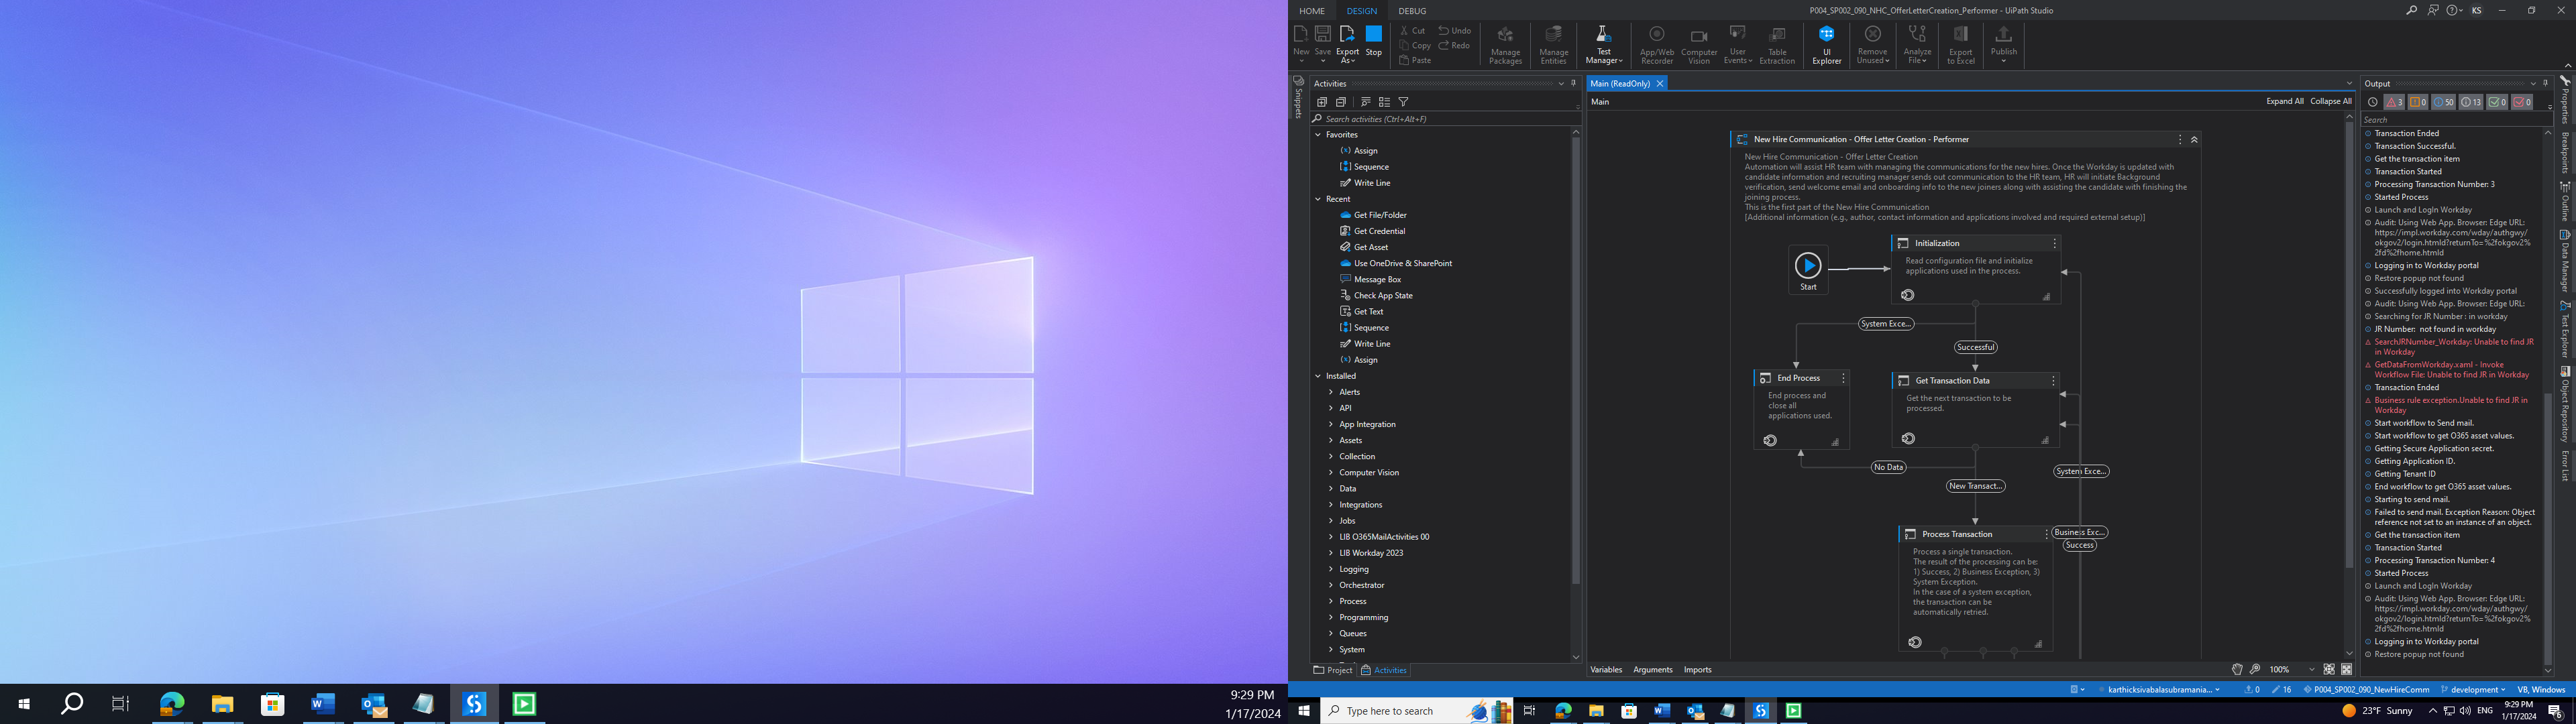 HOME DESIGN DEBUG
P004_SP002_090_NHC_OfferLetterCreation_Performer - UiPath Studio
KS
New
Save
Export As
Stop
Cut
Copy
Paste
Undo
Redo
Manage Packages
Manage Entities
Test Manager
App/Web Recorder
Computer Vision
User Events
Table Extraction
UI Explorer
Remove Unused
Analyze File
Export to Excel
Publish
Snippets
Activities
Search activities (Ctrl+Alt+F)
Favorites
Assign
Sequence
Write Line
Recent
Get File/Folder
Get Credential
Get Asset
Use OneDrive & SharePoint
Message Box
Check App State
Get Text
Sequence
Write Line
Assign
Installed
Alerts
API
App Integration
Assets
Collection
Computer Vision
Data
Integrations
Jobs
LIB O365MailActivities 00
LIB Workday 2023
Logging
Orchestrator
Process
Programming
Queues
System
Project
Activities
Main (ReadOnly)
Main
Expand All Collapse All
New Hire Communication - Offer Letter Creation - Performer
New Hire Communication - Offer Letter Creation
Automation will assist HR team with managing the communications for the new hires. Once the Workday is updated with
candidate information and recruiting manager sends out communication to the HR team, HR will initiate Background
verification, send welcome email and onboarding info to the new joiners along with assisting the candidate with finishing the
joining process.
This is the first part of the New Hire Communication
[Additional information (e.g., author, contact information and applications involved and required external setup)]
Start
Initialization
Read configuration file and initialize
applications used in the process.
System Exce...
Successful
End Process
End process and
close all
applications used.
Get Transaction Data
Get the next transaction to be
processed.
No Data
System Exce...
New Transact...
Process Transaction
Business Exc...
Success
Process a single transaction.
The result of the processing can be:
1) Success, 2) Business Exception, 3)
System Exception.
In the case of a system exception,
the transaction can be
automatically retried.
Variables Arguments Imports
100%
Output
3 0 50 13 0 0
Search
Transaction Ended
Transaction Successful.
Get the transaction item
Transaction Started
Processing Transaction Number: 3
Started Process
Launch and LogIn Workday
Audit: Using Web App. Browser: Edge URL:
https://impl.workday.com/wday/authgwy/
okgov2/login.htmld?returnTo=%2fokgov2%
2fd%2fhome.htmld
Logging in to Workday portal
Restore popup not found
Successfully logged into Workday portal
Audit: Using Web App. Browser: Edge URL:
Searching for JR Number : in workday
JR Number: not found in workday
SearchJRNumber_Workday: Unable to find JR
in Workday
GetDataFromWorkday.xaml - Invoke
Workflow File: Unable to find JR in Workday
Transaction Ended
Business rule exception.Unable to find JR in
Workday
Start workflow to Send mail.
Start workflow to get O365 asset values.
Getting Secure Application secret.
Getting Application ID.
Getting Tenant ID
End workflow to get O365 asset values.
Starting to send mail.
Failed to send mail. Exception Reason: Object
reference not set to an instance of an object.
Get the transaction item
Transaction Started
Processing Transaction Number: 4
Started Process
Launch and LogIn Workday
Audit: Using Web App. Browser: Edge URL:
https://impl.workday.com/wday/authgwy/
okgov2/login.htmld?returnTo=%2fokgov2%
2fd%2fhome.htmld
Logging in to Workday portal
Restore popup not found
Properties
Breakpoints
Outline
Data Manager
Test Explorer
Object Repository
Error List
karthicksivabalasubramania...
0
16
P004_SP002_090_NewHireComm
development
VB, Windows
9:29 PM
1/17/2024
Type here to search
23°F Sunny
ENG
9:29 PM
1/17/2024